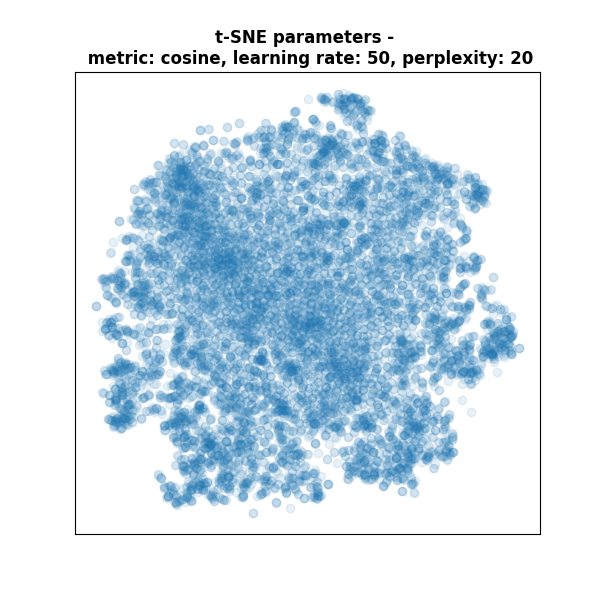 t-SNE parameters -
metric: cosine, learning rate: 50, perplexity: 20